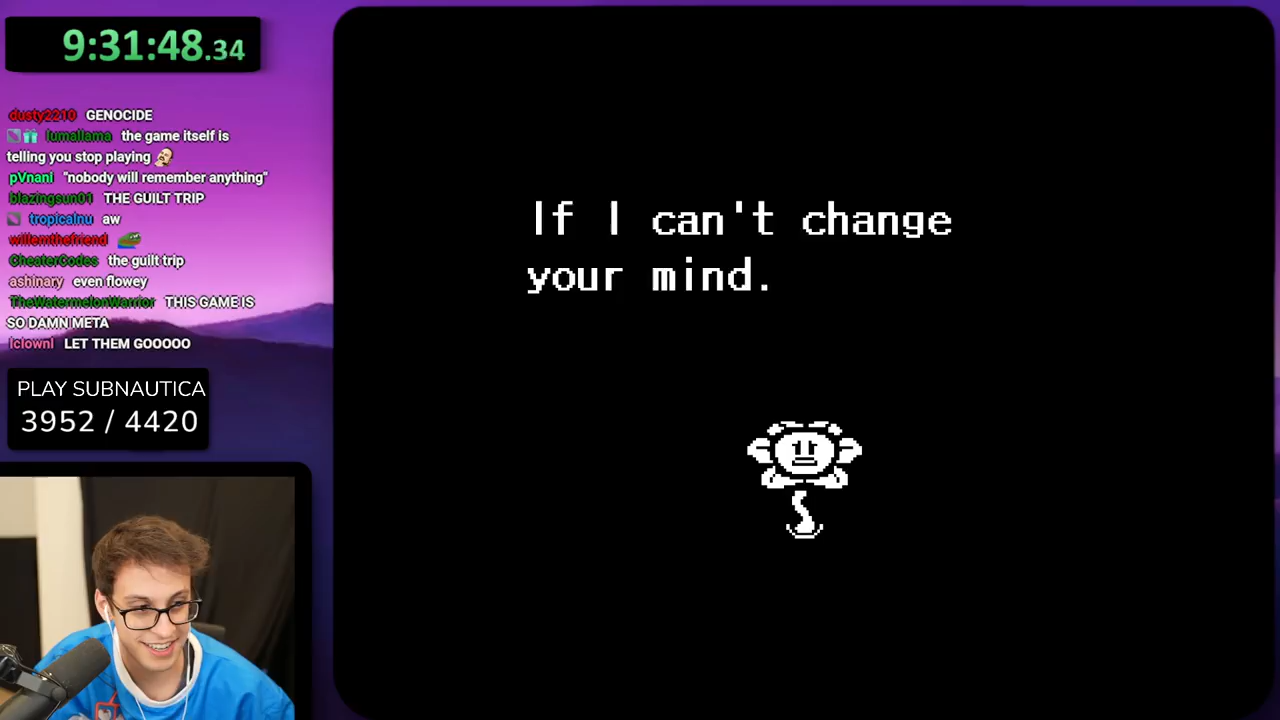 9:31:48.34
dusty2210 GENOCIDE
lumallama the game itself is
telling you stop playing
pVnani "nobody will remember anything"
blazingsun01 THE GUILT TRIP
tropicalnu aw
willemthefriend
CheaterCodes the guilt trip
ashinary even flowey
TheWatermelonWarrior THIS GAME IS
SO DAMN META
lclownl LET THEM GOOOOO
PLAY SUBNAUTICA
3952 / 4420
If I can't change
your mind.